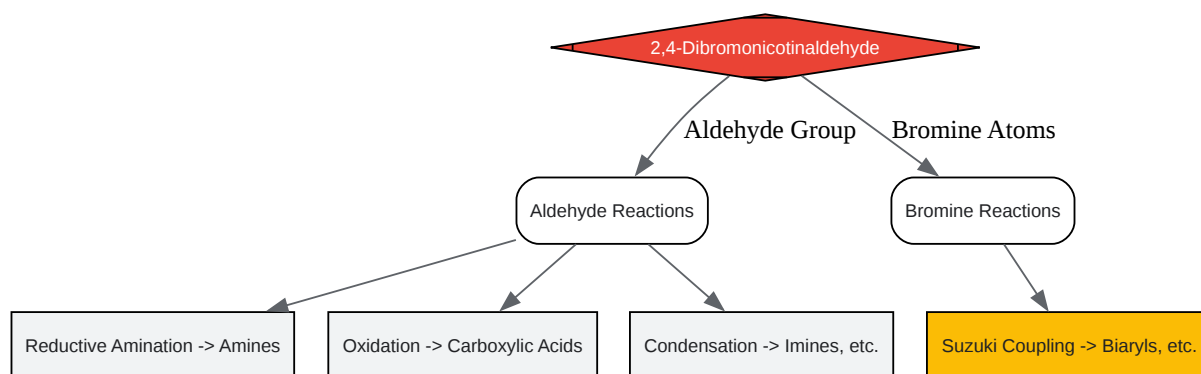 2,4-Dibromonicotinaldehyde
Aldehyde Group
Bromine Atoms
Aldehyde Reactions
Bromine Reactions
Reductive Amination -> Amines
Oxidation -> Carboxylic Acids
Condensation -> Imines, etc.
Suzuki Coupling -> Biaryls, etc.